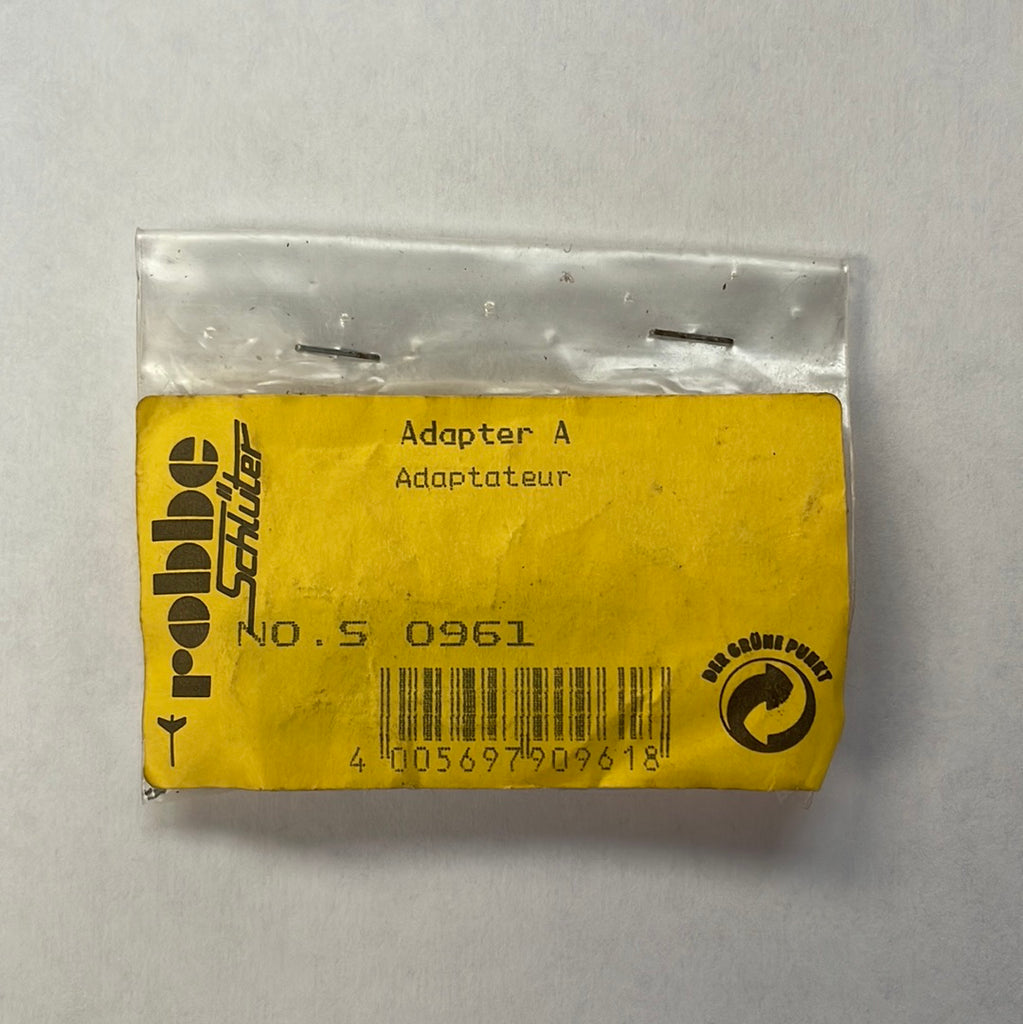 robbe
Schlüter
Adapter A
Adaptateur
NO.S 0961
4 005697 909618
DER GRÜNE PUNKT